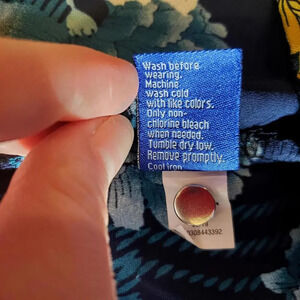 Wash before
wearing.
Machine
wash cold
with like colors.
Only non-
chlorine bleach
when needed.
Tumble dry low.
Remove promptly.
Cool iron
0308443392